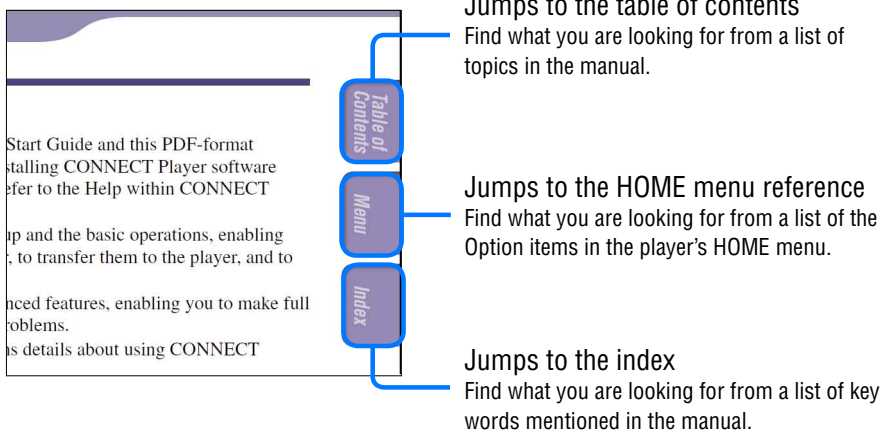 Jumps to the table of contents
Find what you are looking for from a list of
topics in the manual.
Table of
Contents
Start Guide and this PDF-format
stalling CONNECT Player software
efer to the Help within CONNECT
Menu
Jumps to the HOME menu reference
Find what you are looking for from a list of the
Option items in the player's HOME menu.
up and the basic operations, enabling
r, to transfer them to the player, and to
Index
nced features, enabling you to make full
roblems.
ns details about using CONNECT
Jumps to the index
Find what you are looking for from a list of key
words mentioned in the manual.